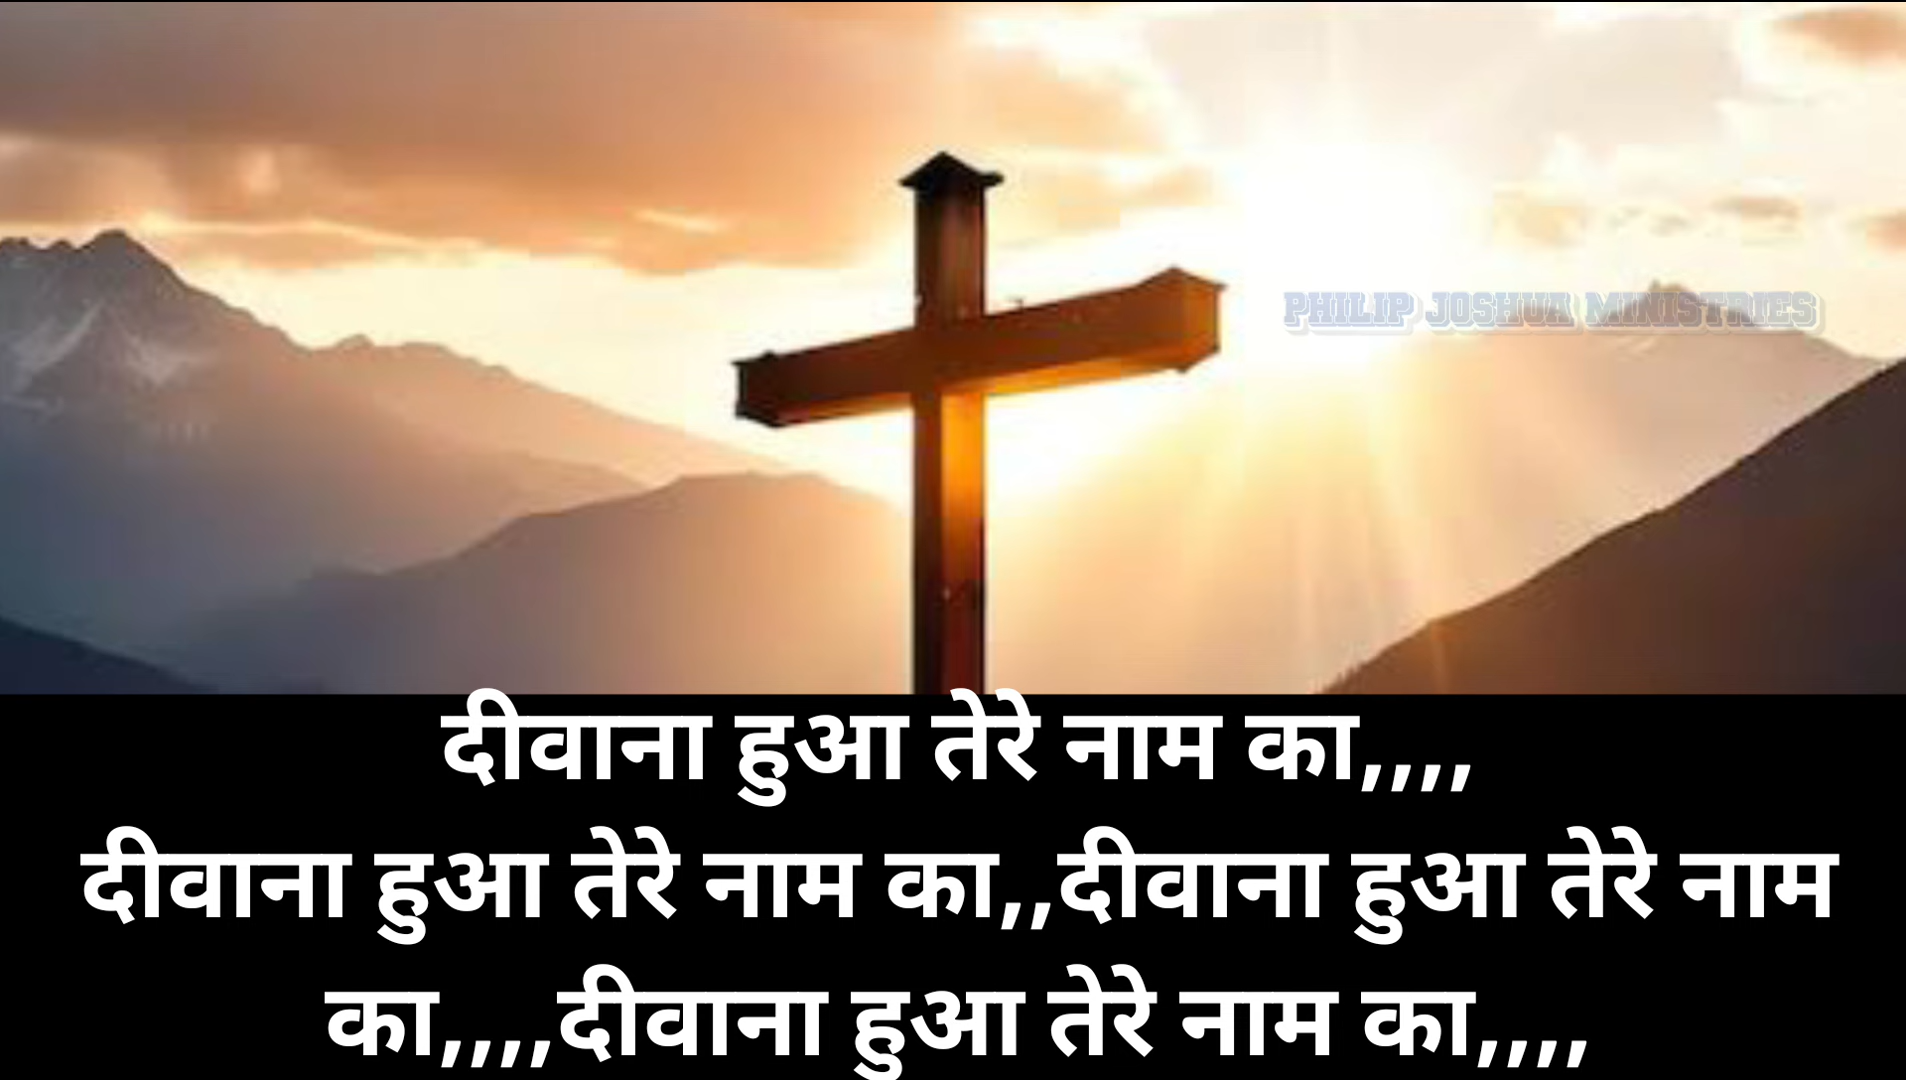 PHILIP JOSHUA MINISTRIES
दीवाना हुआ तेरे नाम का,,,,
दीवाना हुआ तेरे नाम का,,दीवाना हुआ तेरे नाम
का,,,,दीवाना हुआ तेरे नाम का,,,,